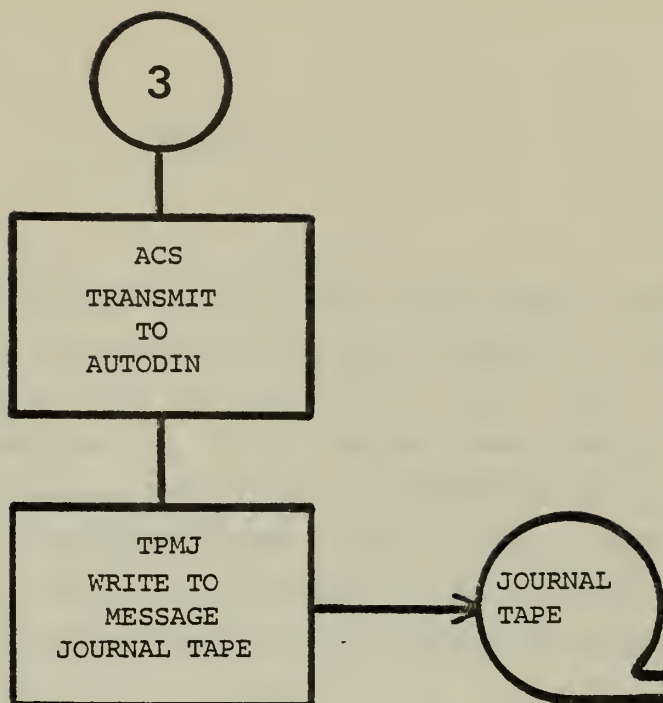 3
ACS
TRANSMIT
TO
AUTODIN
TPMJ
WRITE TO
MESSAGE
JOURNAL TAPE
JOURNAL
TAPE